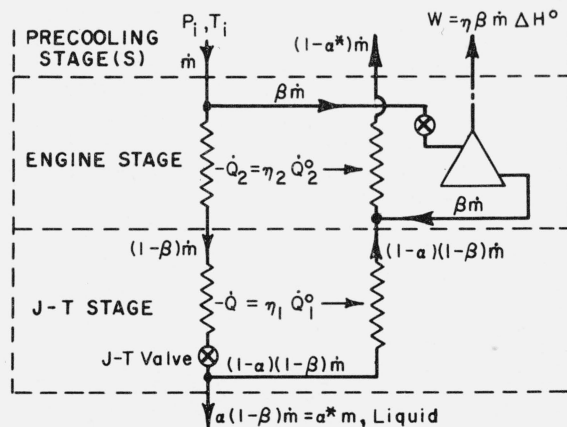 P_i, T_i
W = η β ṁ ΔH°
PRECOOLING
STAGE(S)
ṁ
(1-α*)ṁ
βṁ
ENGINE STAGE
-Q̇_2 = η_2 Q̇_2°
βṁ
(1-β)ṁ
(1-α)(1-β)ṁ
J-T STAGE
-Q̇ = η_1 Q̇_1°
J-T Valve
(1-α)(1-β)ṁ
α(1-β)ṁ = α* m, Liquid